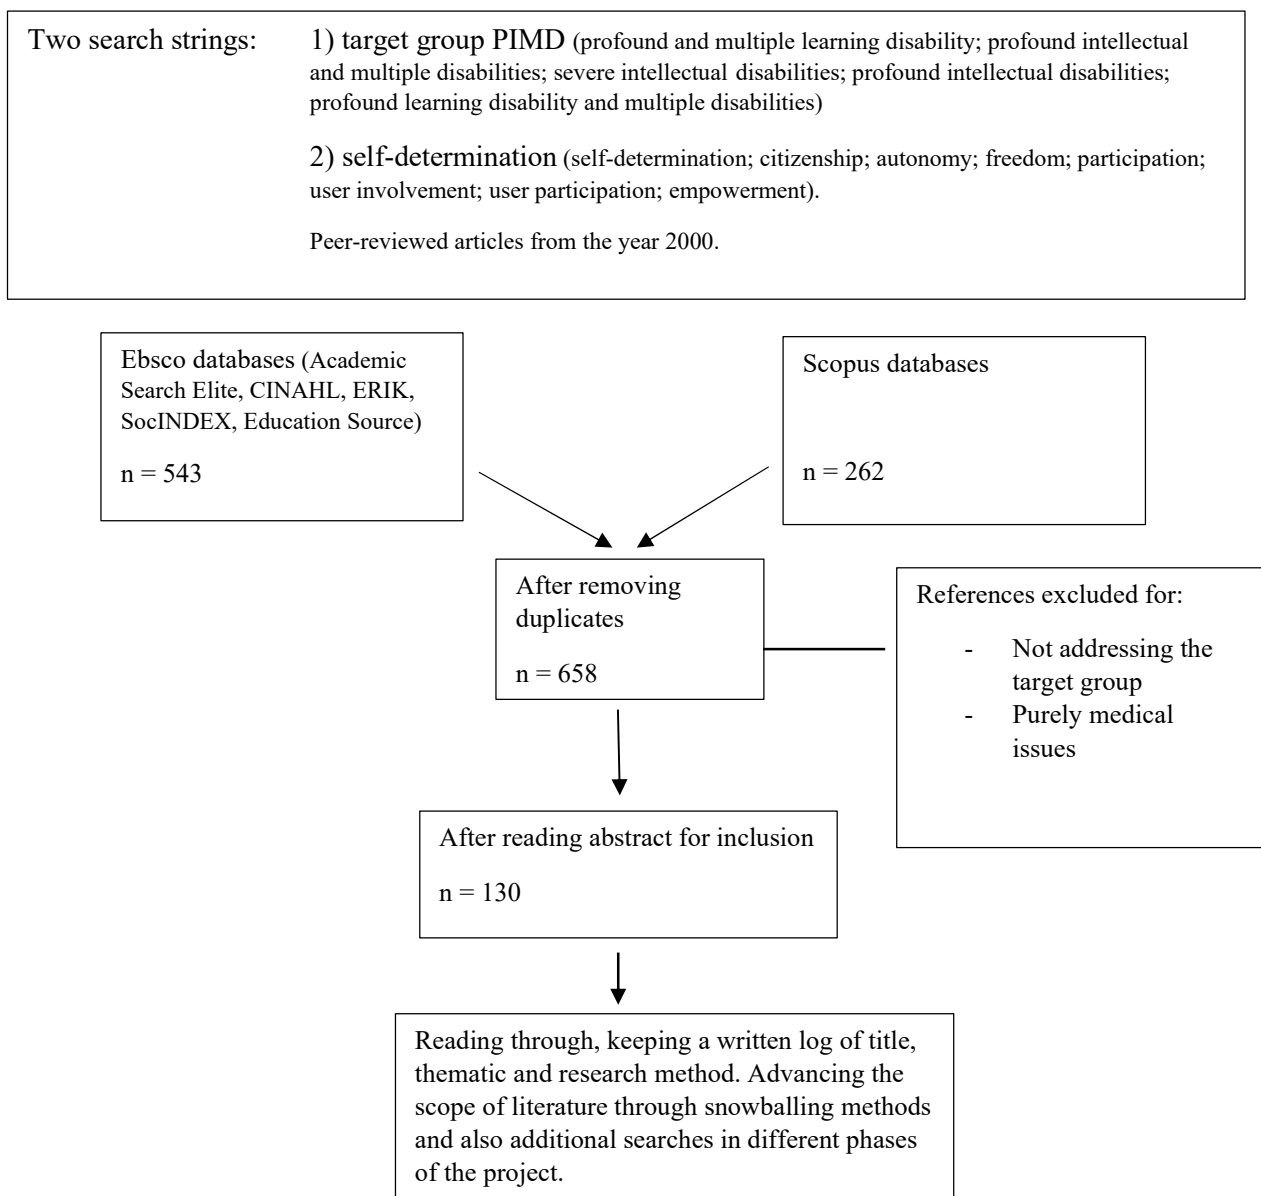 Two search strings: 1) target group PIMD (profound and multiple learning disability; profound intellectual
and multiple disabilities; severe intellectual disabilities; profound intellectual disabilities;
profound learning disability and multiple disabilities)
2) self-determination (self-determination; citizenship; autonomy; freedom; participation;
user involvement; user participation; empowerment).
Peer-reviewed articles from the year 2000.
Ebsco databases (Academic
Search Elite, CINAHL, ERIK,
SocINDEX, Education Source)
n = 543
Scopus databases
n = 262
After removing
duplicates
n = 658
References excluded for:
- Not addressing the
target group
- Purely medical
issues
After reading abstract for inclusion
n = 130
Reading through, keeping a written log of title,
thematic and research method. Advancing the
scope of literature through snowballing methods
and also additional searches in different phases
of the project.